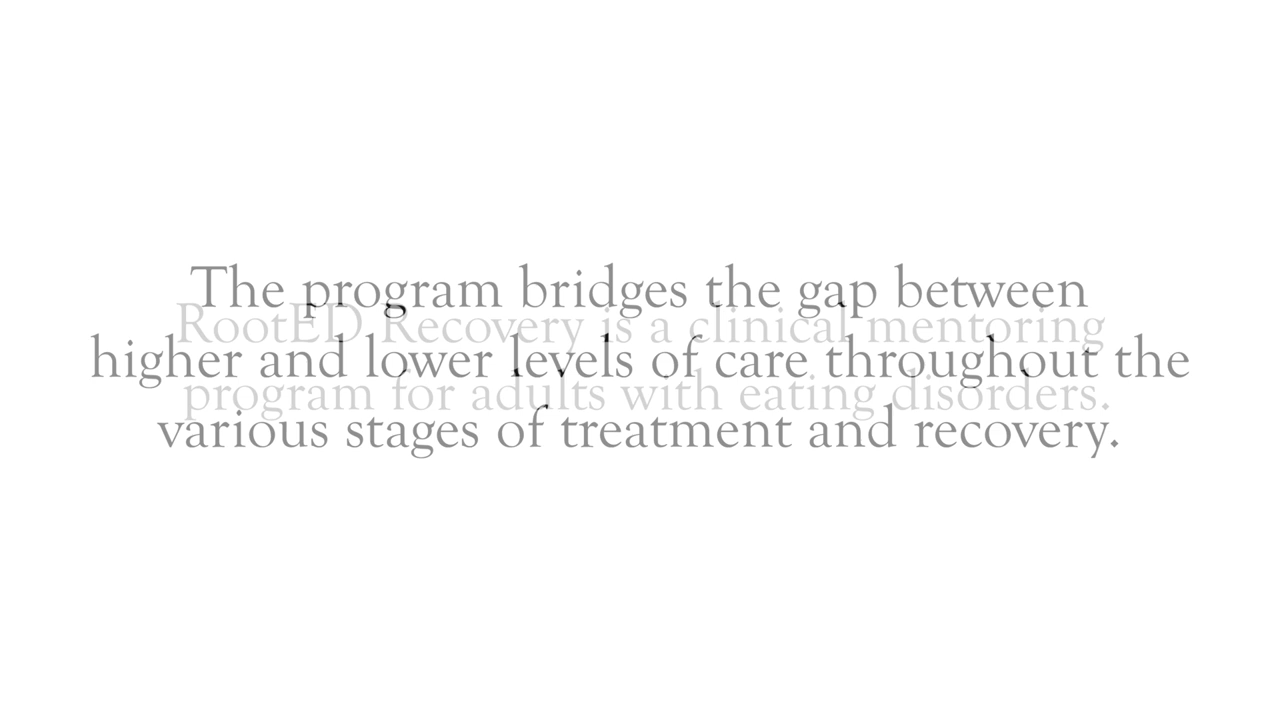 The program bridges the gap between
higher and lower levels of care throughout the
various stages of treatment and recovery.
RootED Recovery is a clinical mentoring
program for adults with eating disorders.